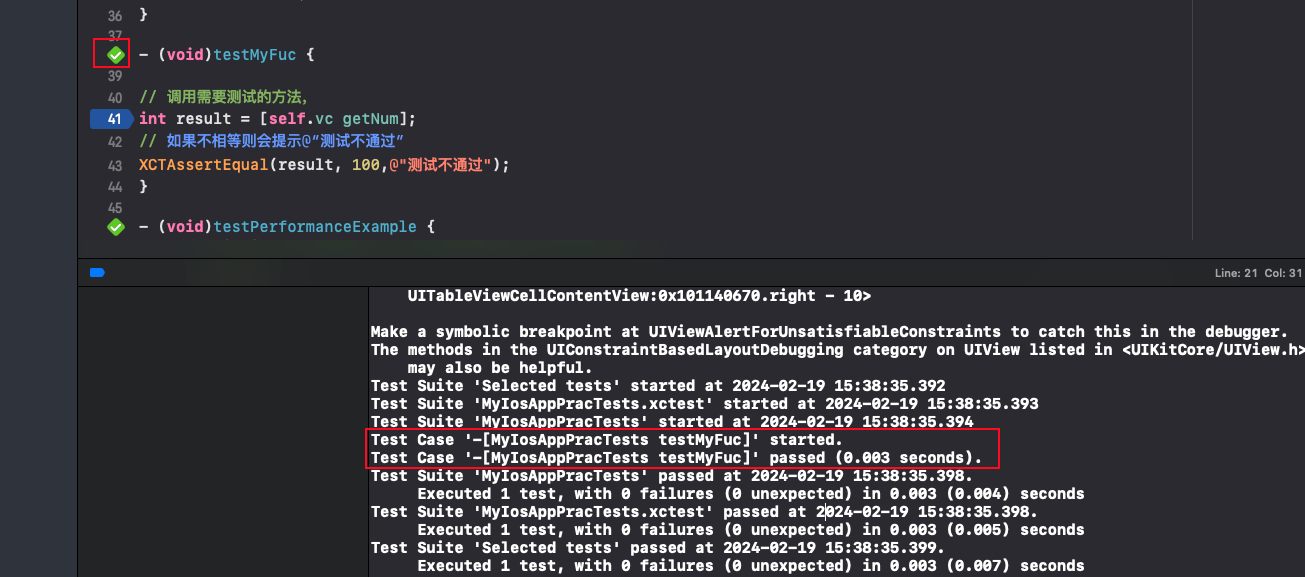 36 }
37
- (void)testMyFuc {
39
40 // 调用需要测试的方法,
41 int result = [self.vc getNum];
42 // 如果不相等则会提示@“测试不通过”
43 XCTAssertEqual(result, 100,@"测试不通过");
44 }
45
- (void)testPerformanceExample {
Line: 21 Col: 31
UITableViewCellContentView:0x101140670.right - 10>
Make a symbolic breakpoint at UIViewAlertForUnsatisfiableConstraints to catch this in the debugger.
The methods in the UIConstraintBasedLayoutDebugging category on UIView listed in <UIKitCore/UIView.h>
may also be helpful.
Test Suite 'Selected tests' started at 2024-02-19 15:38:35.392
Test Suite 'MyIosAppPracTests.xctest' started at 2024-02-19 15:38:35.393
Test Suite 'MyIosAppPracTests' started at 2024-02-19 15:38:35.394
Test Case '-[MyIosAppPracTests testMyFuc]' started.
Test Case '-[MyIosAppPracTests testMyFuc]' passed (0.003 seconds).
Test Suite 'MyIosAppPracTests' passed at 2024-02-19 15:38:35.398.
Executed 1 test, with 0 failures (0 unexpected) in 0.003 (0.004) seconds
Test Suite 'MyIosAppPracTests.xctest' passed at 2024-02-19 15:38:35.398.
Executed 1 test, with 0 failures (0 unexpected) in 0.003 (0.005) seconds
Test Suite 'Selected tests' passed at 2024-02-19 15:38:35.399.
Executed 1 test, with 0 failures (0 unexpected) in 0.003 (0.007) seconds